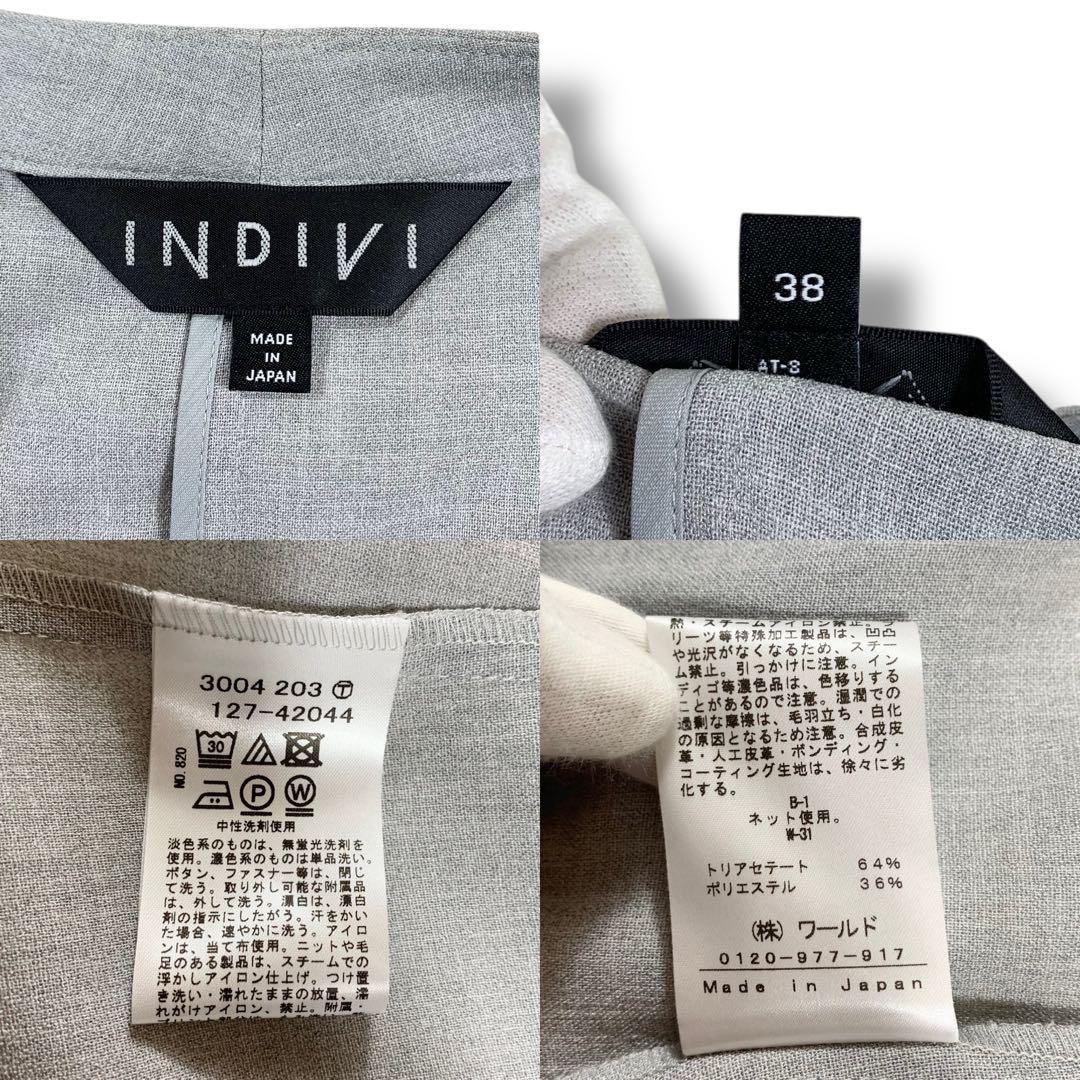 INDIVI
MADE
IN
JAPAN
38
AT-8
3004 203 Ⓣ
127-42044
30
P W
NO.820
中性洗剤使用
淡色系のものは、無蛍光洗剤を
使用。濃色系のものは単品洗い。
ボタン、ファスナー等は、閉じ
て洗う。取り外し可能な附属品
は、外して洗う。漂白は、漂白
剤の指示にしたがう。汗をかい
た場合、速やかに洗う。アイロ
ンは、当て布使用。ニットや毛
足のある製品は、スチームでの
浮かしアイロン仕上げ。つけ置
き洗い・濡れたままの放置、濡
れがけアイロン、禁止。附属・
熱・スチームアイロン禁止。プ
リーツ等特殊加工製品は、凹凸
や光沢がなくなるため、スチー
ム禁止。引っかけに注意。イン
ディゴ等濃色品は、色移りする
ことがあるので注意。湿潤での
過剰な摩擦は、毛羽立ち・白化
の原因となるため注意。合成皮
革・人工皮革・ボンディング・
コーティング生地は、徐々に劣
化する。
B-1
ネット使用。
W-31
トリアセテート 64%
ポリエステル 36%
(株) ワールド
0120-977-917
Made in Japan